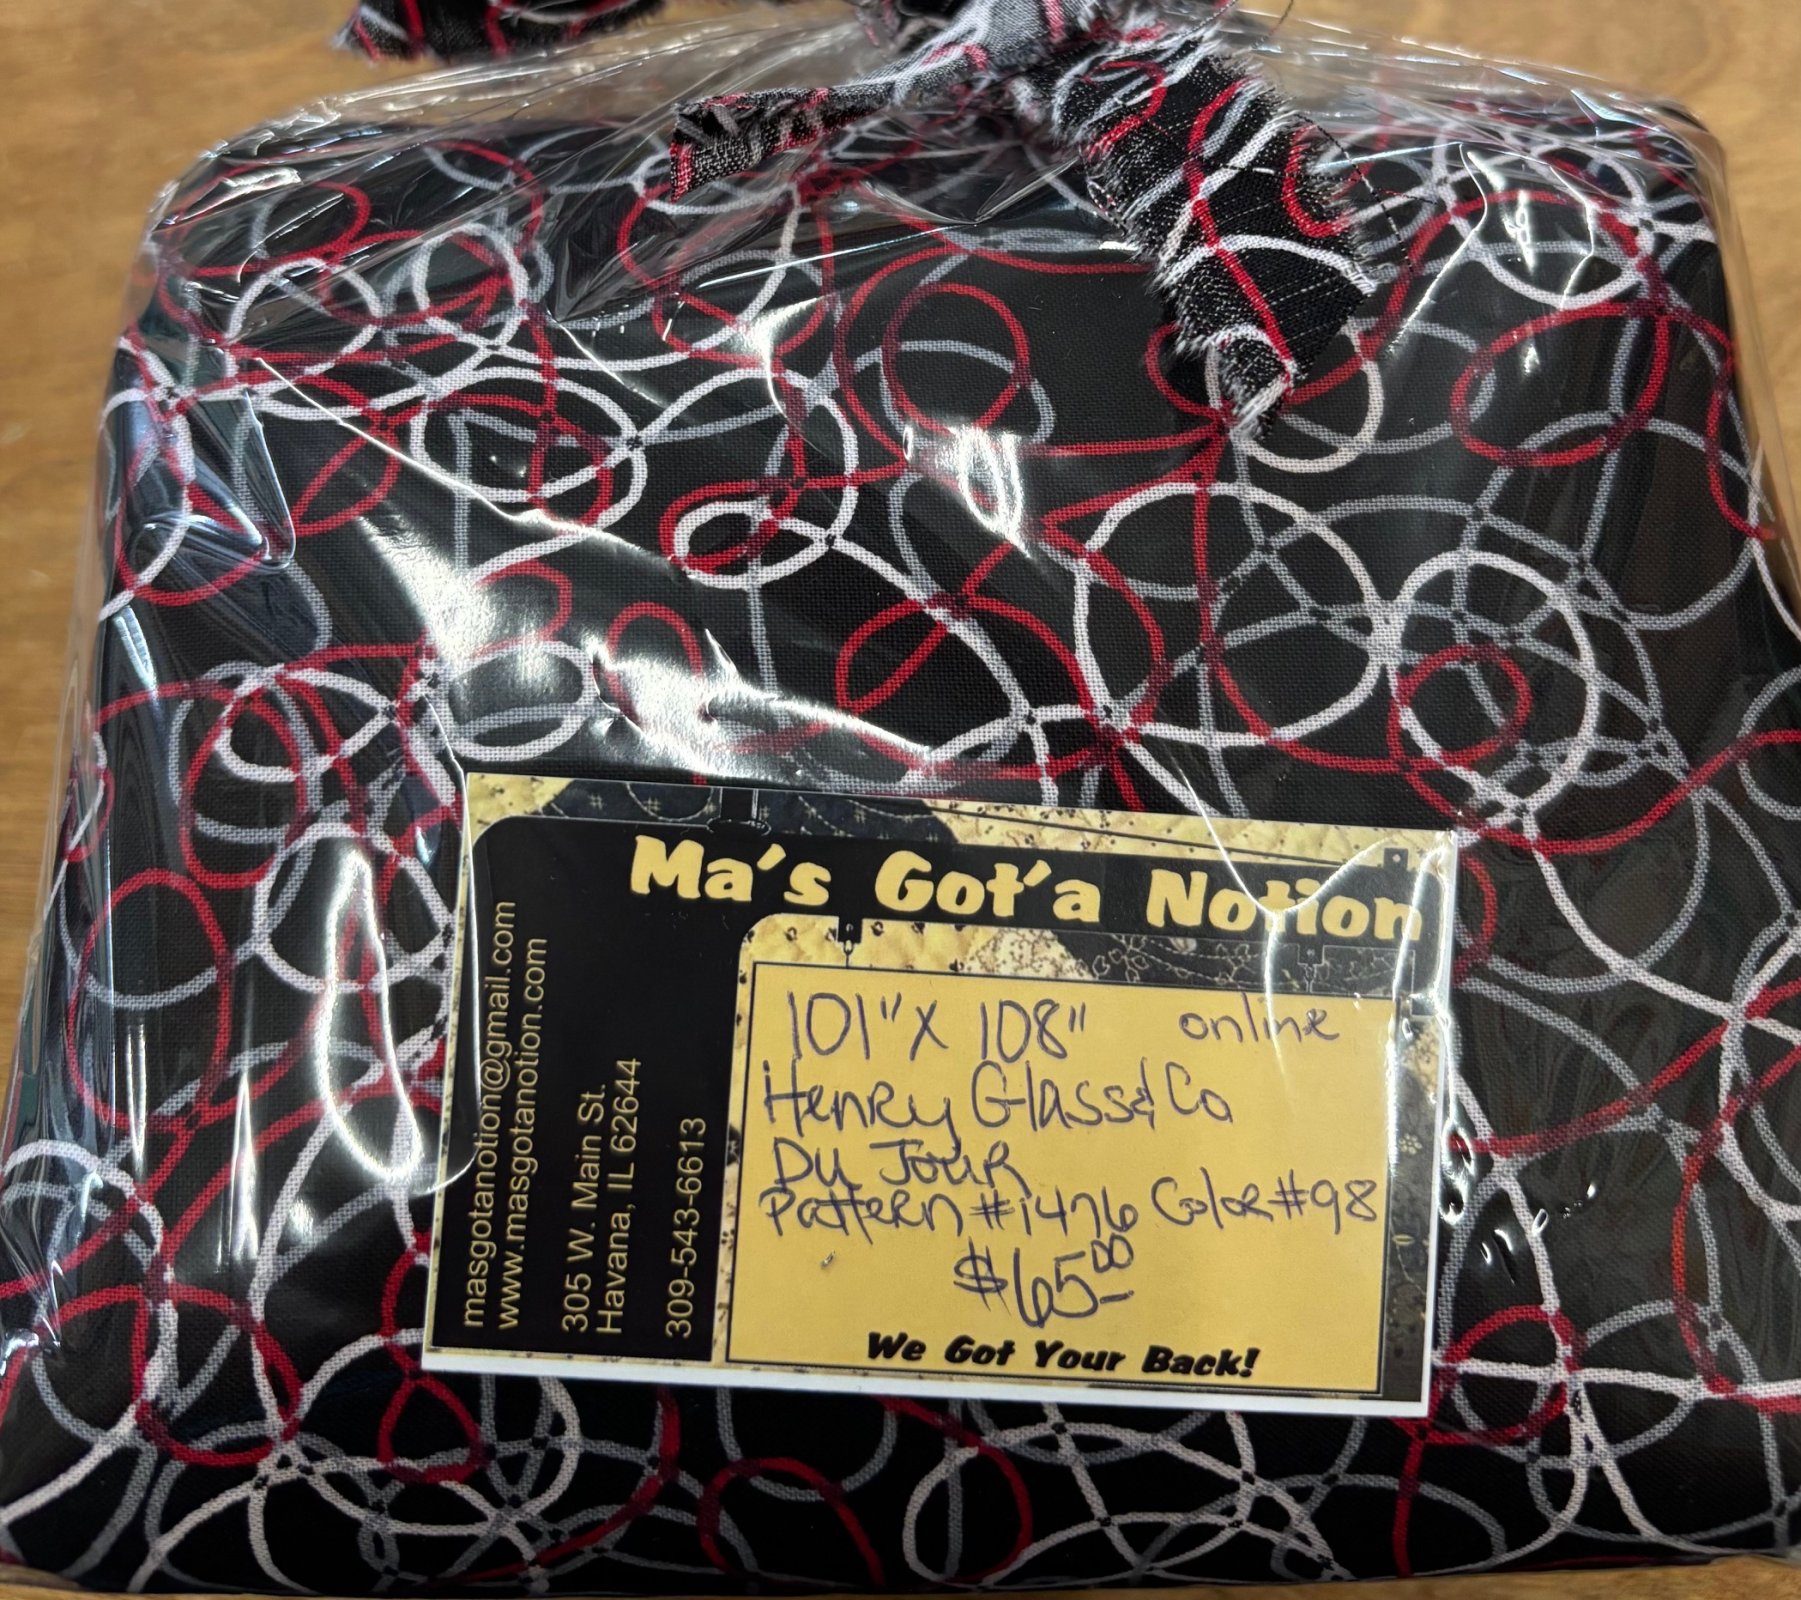 Ma's Got'a Notion
masgotanotion@gmail.com
www.masgotanotion.com
305 W. Main St.
Havana, IL 62644
309-543-6613
101" X 108" online
Henry Glass & Co
Du Jour
Pattern #1476 Color #98
$65.00
We Got Your Back!